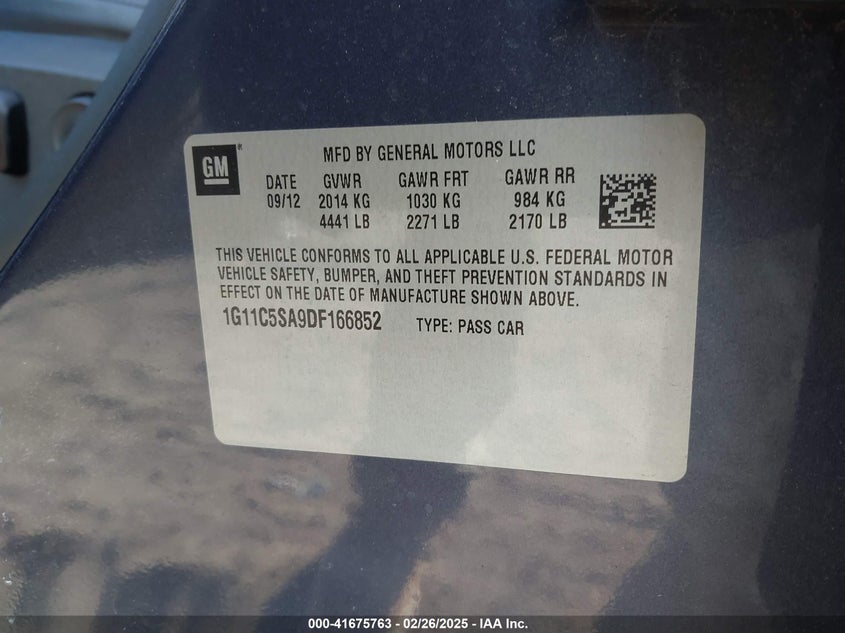 GM
MFD BY GENERAL MOTORS LLC
DATE GVWR GAWR FRT GAWR RR
09/12 2014 KG 1030 KG 984 KG
4441 LB 2271 LB 2170 LB
THIS VEHICLE CONFORMS TO ALL APPLICABLE U.S. FEDERAL MOTOR
VEHICLE SAFETY, BUMPER, AND THEFT PREVENTION STANDARDS IN
EFFECT ON THE DATE OF MANUFACTURE SHOWN ABOVE.
1G11C5SA9DF166852 TYPE: PASS CAR
000-41675763 - 02/26/2025 - IAA Inc.